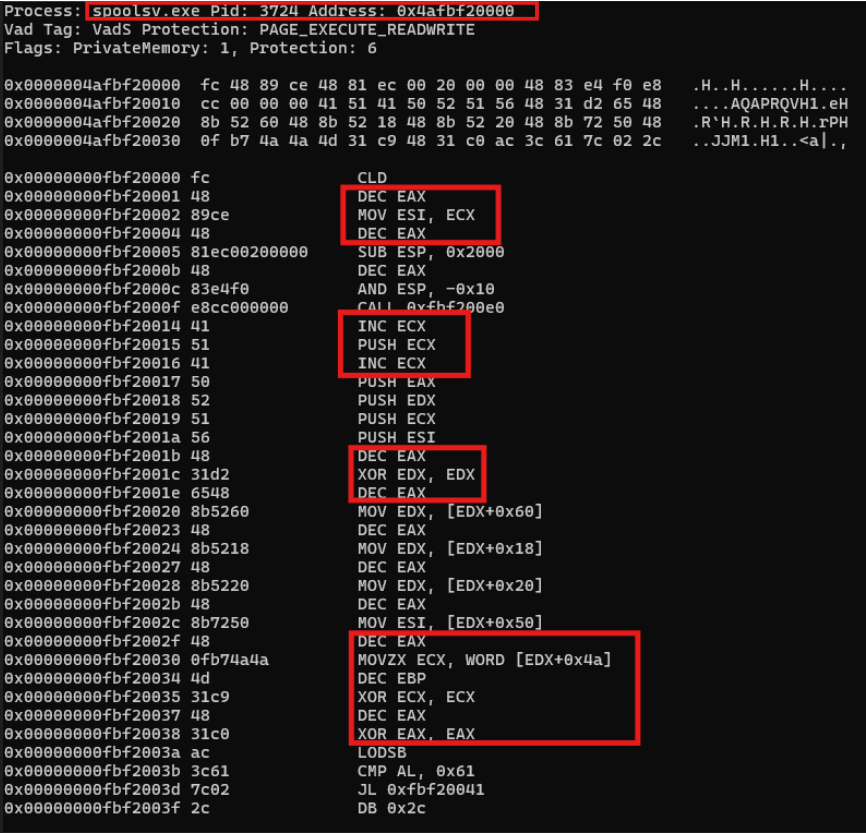 Process: spoolsv.exe Pid: 3724 Address: 0x4afbf20000
Vad Tag: VadS Protection: PAGE_EXECUTE_READWRITE
Flags: PrivateMemory: 1, Protection: 6
0x0000004afbf20000 fc 48 89 ce 48 81 ec 00 20 00 00 48 83 e4 f0 e8 .H..H......H....
0x0000004afbf20010 cc 00 00 00 41 51 41 50 52 51 56 48 31 d2 65 48 ....AQAPRQVH1.eH
0x0000004afbf20020 8b 52 60 48 8b 52 18 48 8b 52 20 48 8b 72 50 48 .R`H.R.H.R.H.rPH
0x0000004afbf20030 0f b7 4a 4a 4d 31 c9 48 31 c0 ac 3c 61 7c 02 2c ..JJM1.H1..<a|.,
0x00000000fbf20000 fc CLD
0x00000000fbf20001 48 DEC EAX
0x00000000fbf20002 89ce MOV ESI, ECX
0x00000000fbf20004 48 DEC EAX
0x00000000fbf20005 81ec00200000 SUB ESP, 0x2000
0x00000000fbf2000b 48 DEC EAX
0x00000000fbf2000c 83e4f0 AND ESP, -0x10
0x00000000fbf2000f e8cc000000 CALL 0xfbf200e0
0x00000000fbf20014 41 INC ECX
0x00000000fbf20015 51 PUSH ECX
0x00000000fbf20016 41 INC ECX
0x00000000fbf20017 50 PUSH EAX
0x00000000fbf20018 52 PUSH EDX
0x00000000fbf20019 51 PUSH ECX
0x00000000fbf2001a 56 PUSH ESI
0x00000000fbf2001b 48 DEC EAX
0x00000000fbf2001c 31d2 XOR EDX, EDX
0x00000000fbf2001e 6548 DEC EAX
0x00000000fbf20020 8b5260 MOV EDX, [EDX+0x60]
0x00000000fbf20023 48 DEC EAX
0x00000000fbf20024 8b5218 MOV EDX, [EDX+0x18]
0x00000000fbf20027 48 DEC EAX
0x00000000fbf20028 8b5220 MOV EDX, [EDX+0x20]
0x00000000fbf2002b 48 DEC EAX
0x00000000fbf2002c 8b7250 MOV ESI, [EDX+0x50]
0x00000000fbf2002f 48 DEC EAX
0x00000000fbf20030 0fb74a4a MOVZX ECX, WORD [EDX+0x4a]
0x00000000fbf20034 4d DEC EBP
0x00000000fbf20035 31c9 XOR ECX, ECX
0x00000000fbf20037 48 DEC EAX
0x00000000fbf20038 31c0 XOR EAX, EAX
0x00000000fbf2003a ac LODSB
0x00000000fbf2003b 3c61 CMP AL, 0x61
0x00000000fbf2003d 7c02 JL 0xfbf20041
0x00000000fbf2003f 2c DB 0x2c